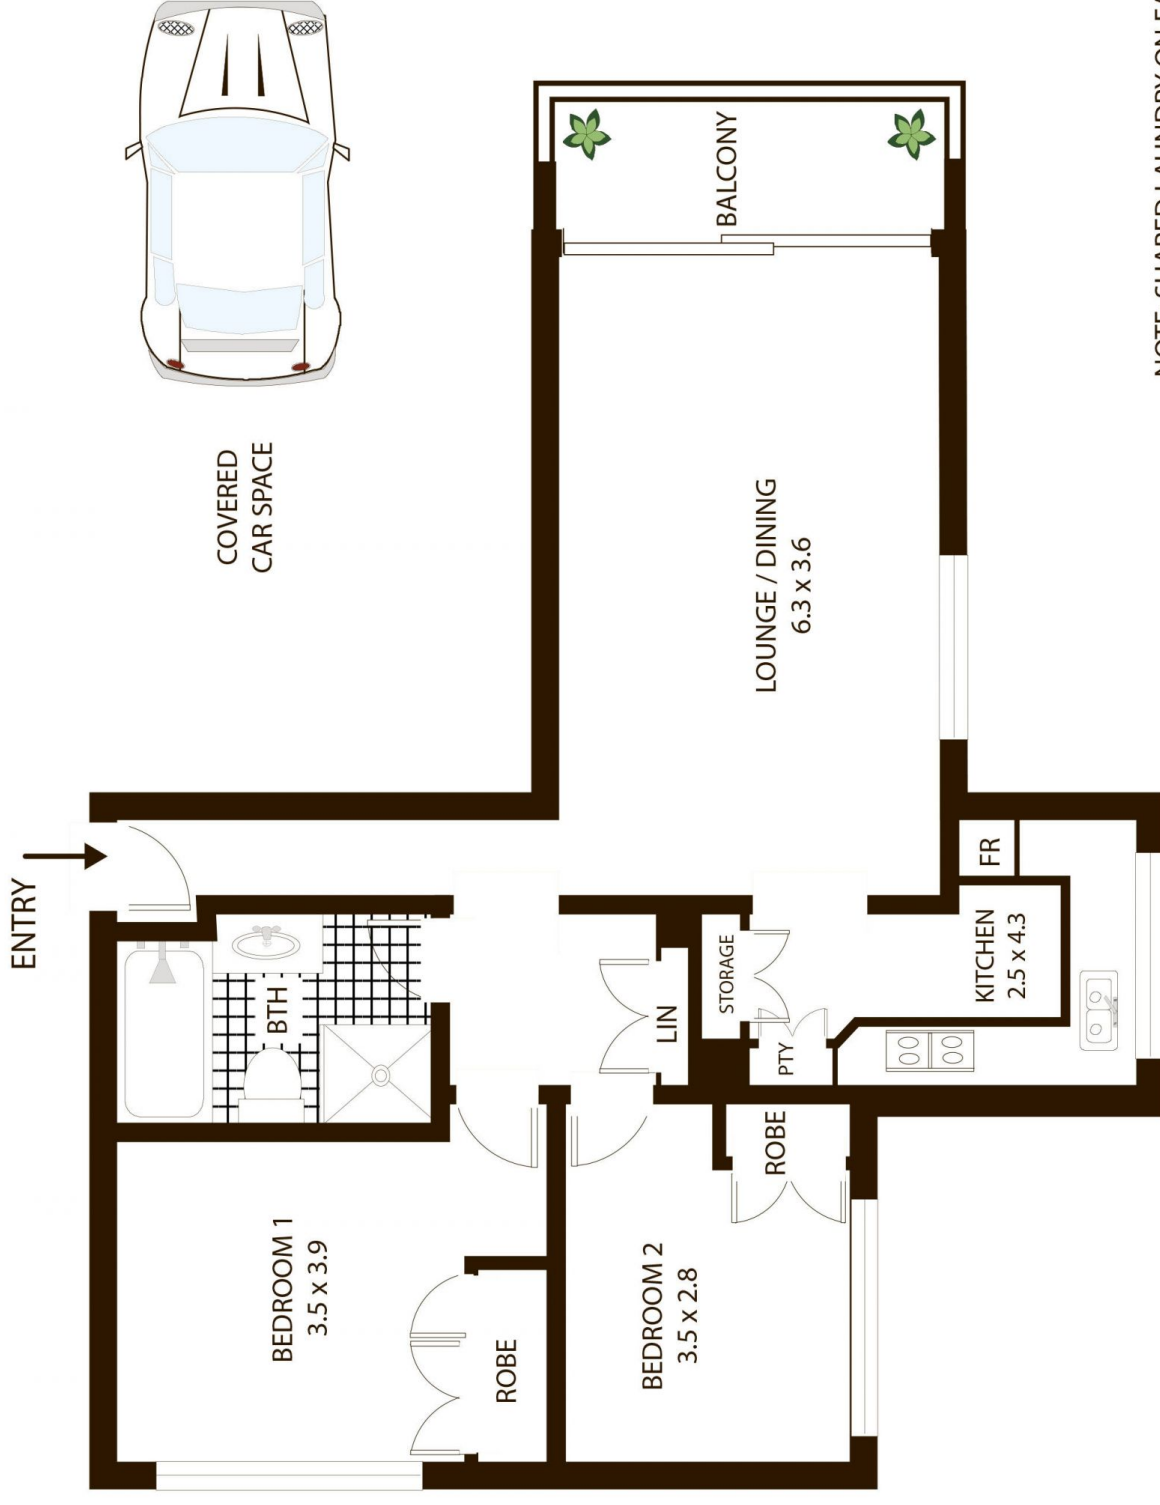 ENTRY
COVERED
CAR SPACE
BALCONY
LOUNGE / DINING
6.3 x 3.6
BTH
LIN
STORAGE
PTY
FR
KITCHEN
2.5 x 4.3
BEDROOM 1
3.5 x 3.9
ROBE
BEDROOM 2
3.5 x 2.8
ROBE